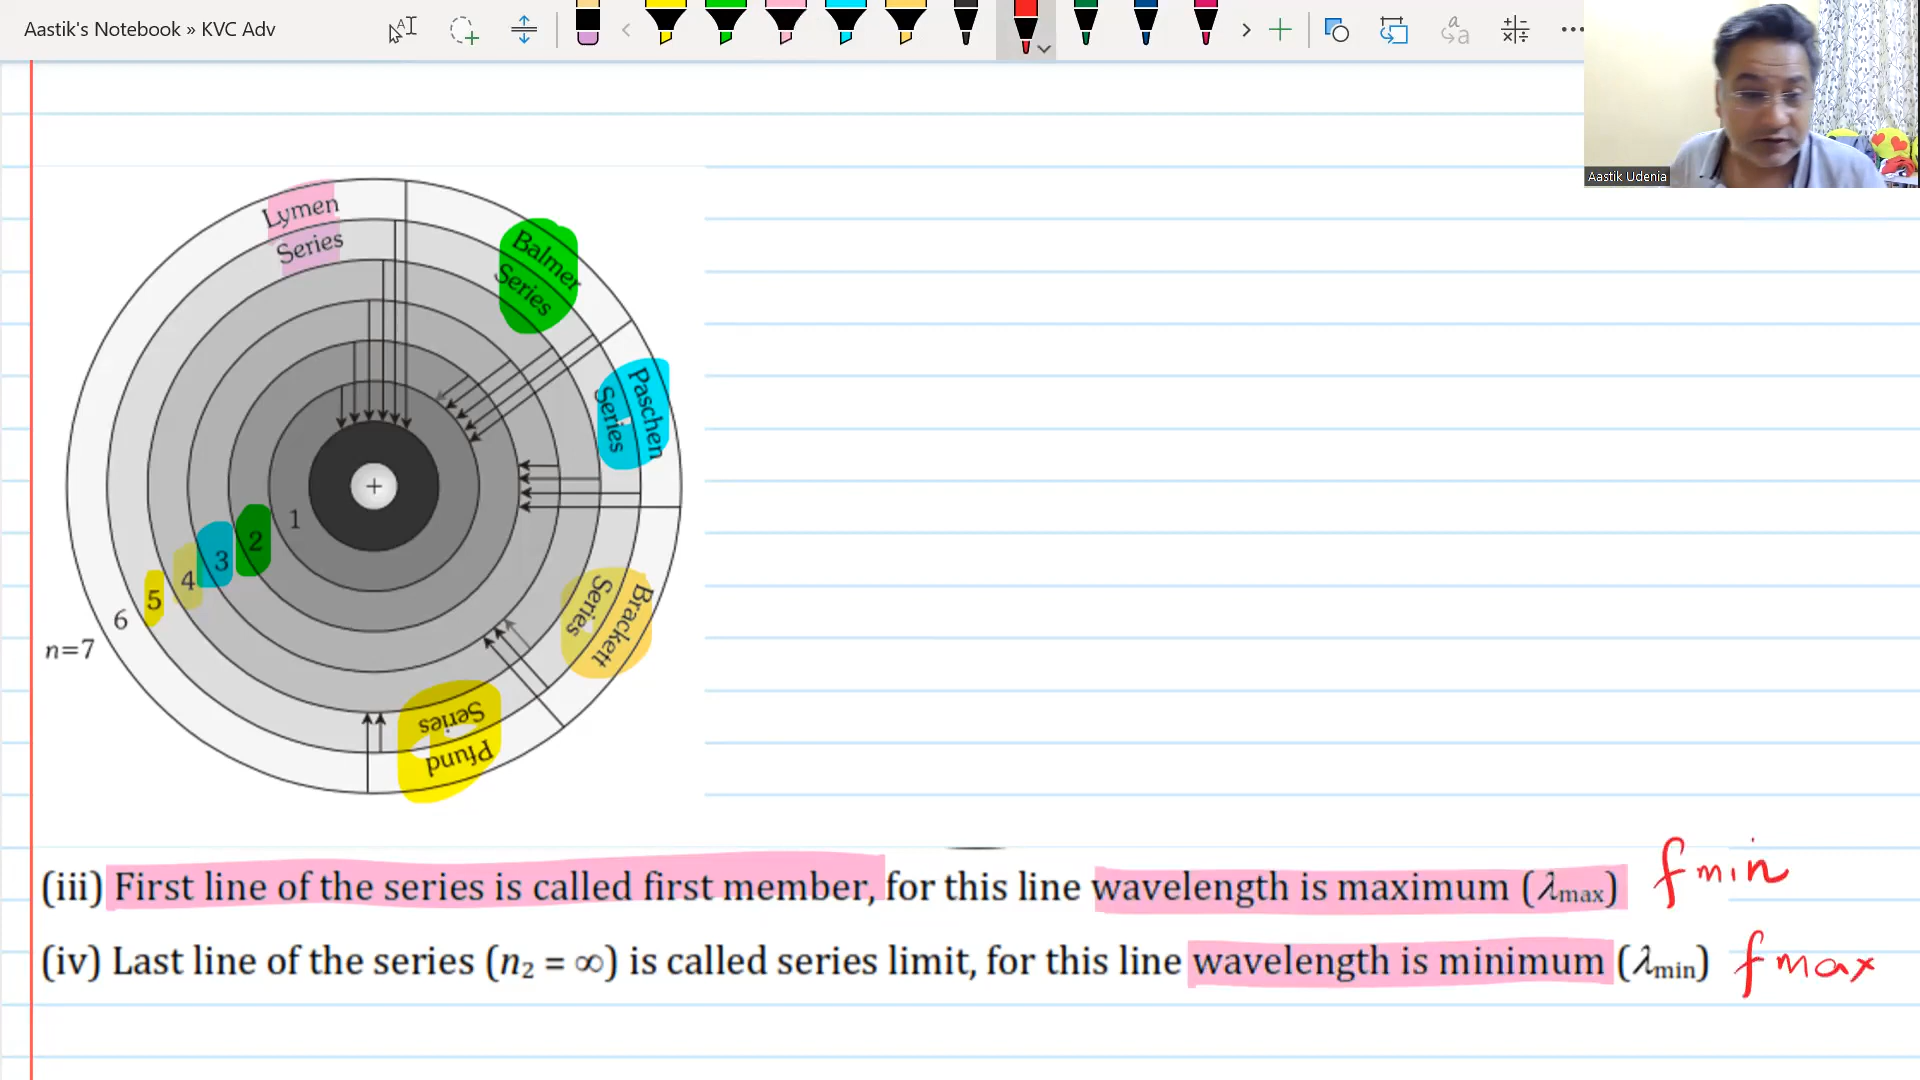 Aastik's Notebook » KVC Adv
Aastik Udenia
Lymen
Series
Balmer
Series
Paschen
Series
Brackett
Series
Pfund
Series
+
1
2
3
4
5
6
n=7
(iii) First line of the series is called first member, for this line wavelength is maximum (λmax) f min
(iv) Last line of the series (n₂ = ∞) is called series limit, for this line wavelength is minimum (λmin) f max